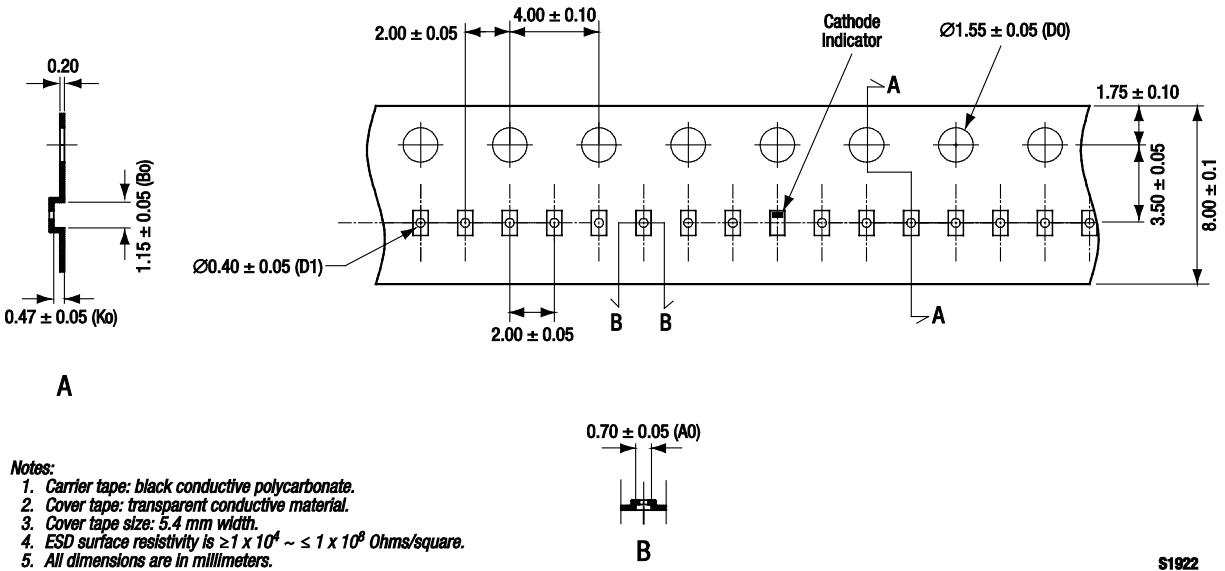 4.00 ± 0.10
2.00 ± 0.05
Cathode
Indicator
Ø1.55 ± 0.05 (D0)
0.20
A
1.75 ± 0.10
1.15 ± 0.05 (Bo)
3.50 ± 0.05
8.00 ± 0.1
Ø0.40 ± 0.05 (D1)
0.47 ± 0.05 (Ko)
B
B
A
2.00 ± 0.05
A
0.70 ± 0.05 (A0)
B
Notes:
1. Carrier tape: black conductive polycarbonate.
2. Cover tape: transparent conductive material.
3. Cover tape size: 5.4 mm width.
4. ESD surface resistivity is ≥1 x 10⁴ ~ ≤ 1 x 10⁸ Ohms/square.
5. All dimensions are in millimeters.
S1922